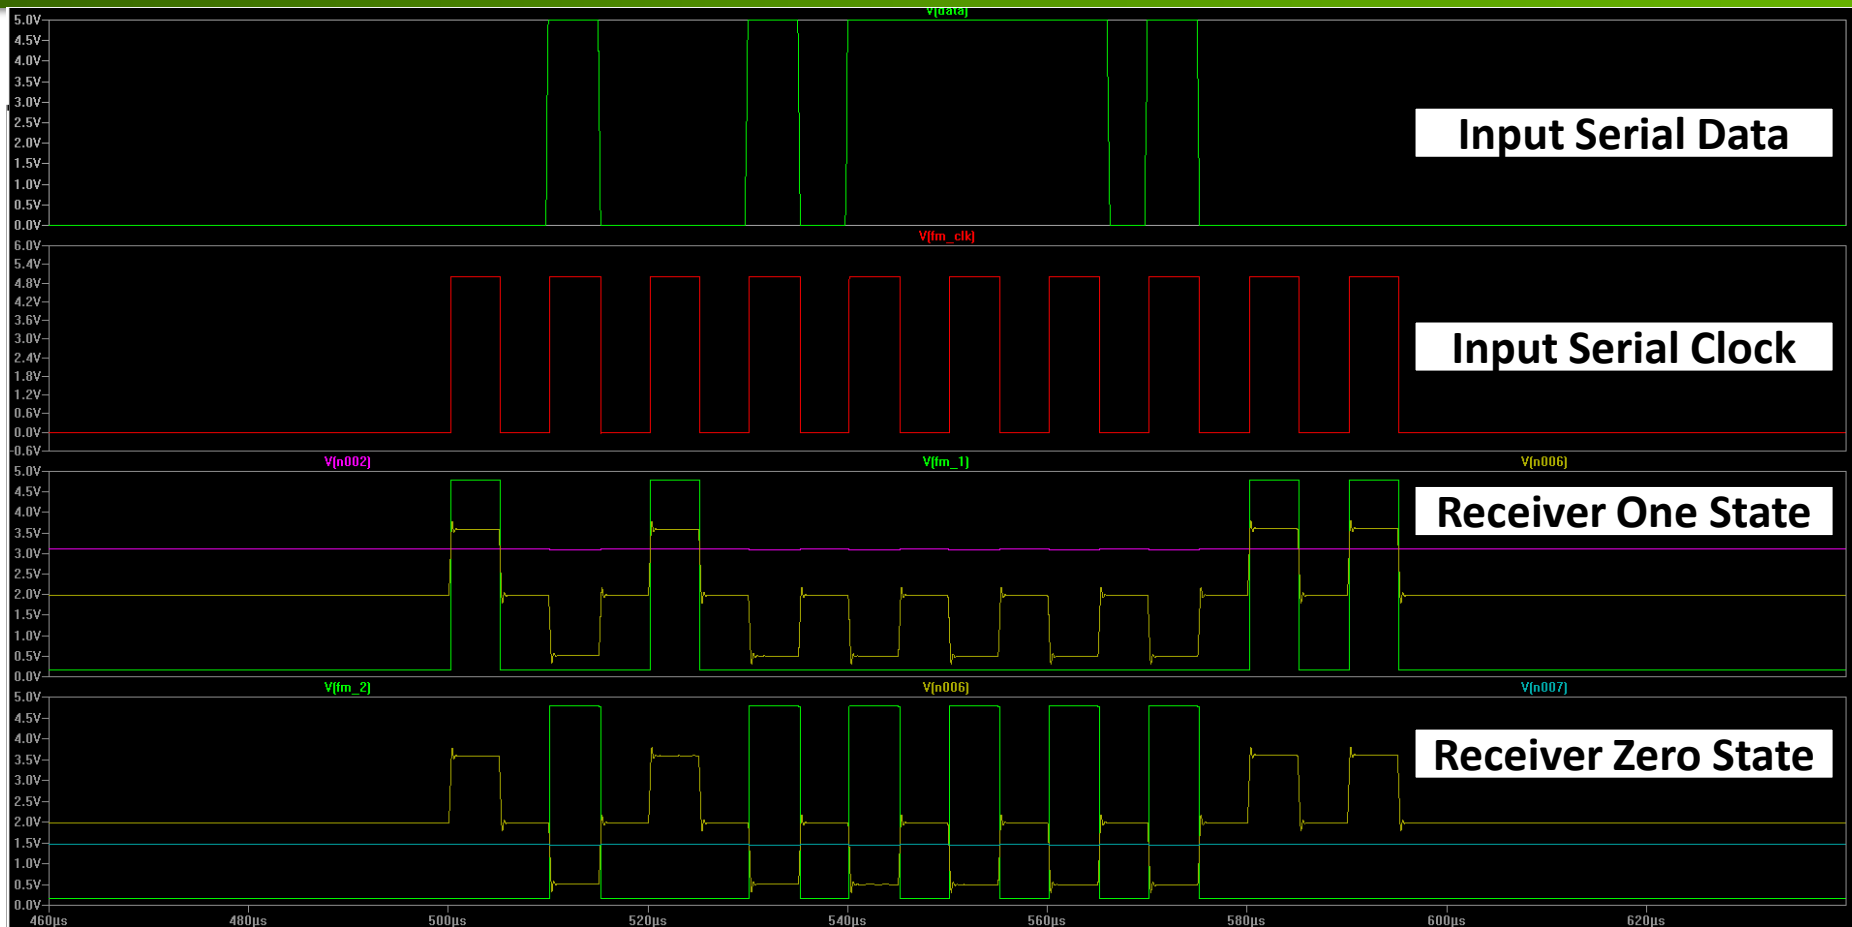 V(data)
5.0V
4.5V
4.0V
3.5V
3.0V
2.5V
2.0V
1.5V
1.0V
0.5V
0.0V
Input Serial Data
V(fm_clk)
6.0V
5.4V
4.8V
4.2V
3.6V
3.0V
2.4V
1.8V
1.2V
0.6V
0.0V
-0.6V
Input Serial Clock
V(n002) V(fm_1) V(n006)
5.0V
4.5V
4.0V
3.5V
3.0V
2.5V
2.0V
1.5V
1.0V
0.5V
0.0V
Receiver One State
V(fm_2) V(n006) V(n007)
5.0V
4.5V
4.0V
3.5V
3.0V
2.5V
2.0V
1.5V
1.0V
0.5V
0.0V
Receiver Zero State
460µs 480µs 500µs 520µs 540µs 560µs 580µs 600µs 620µs